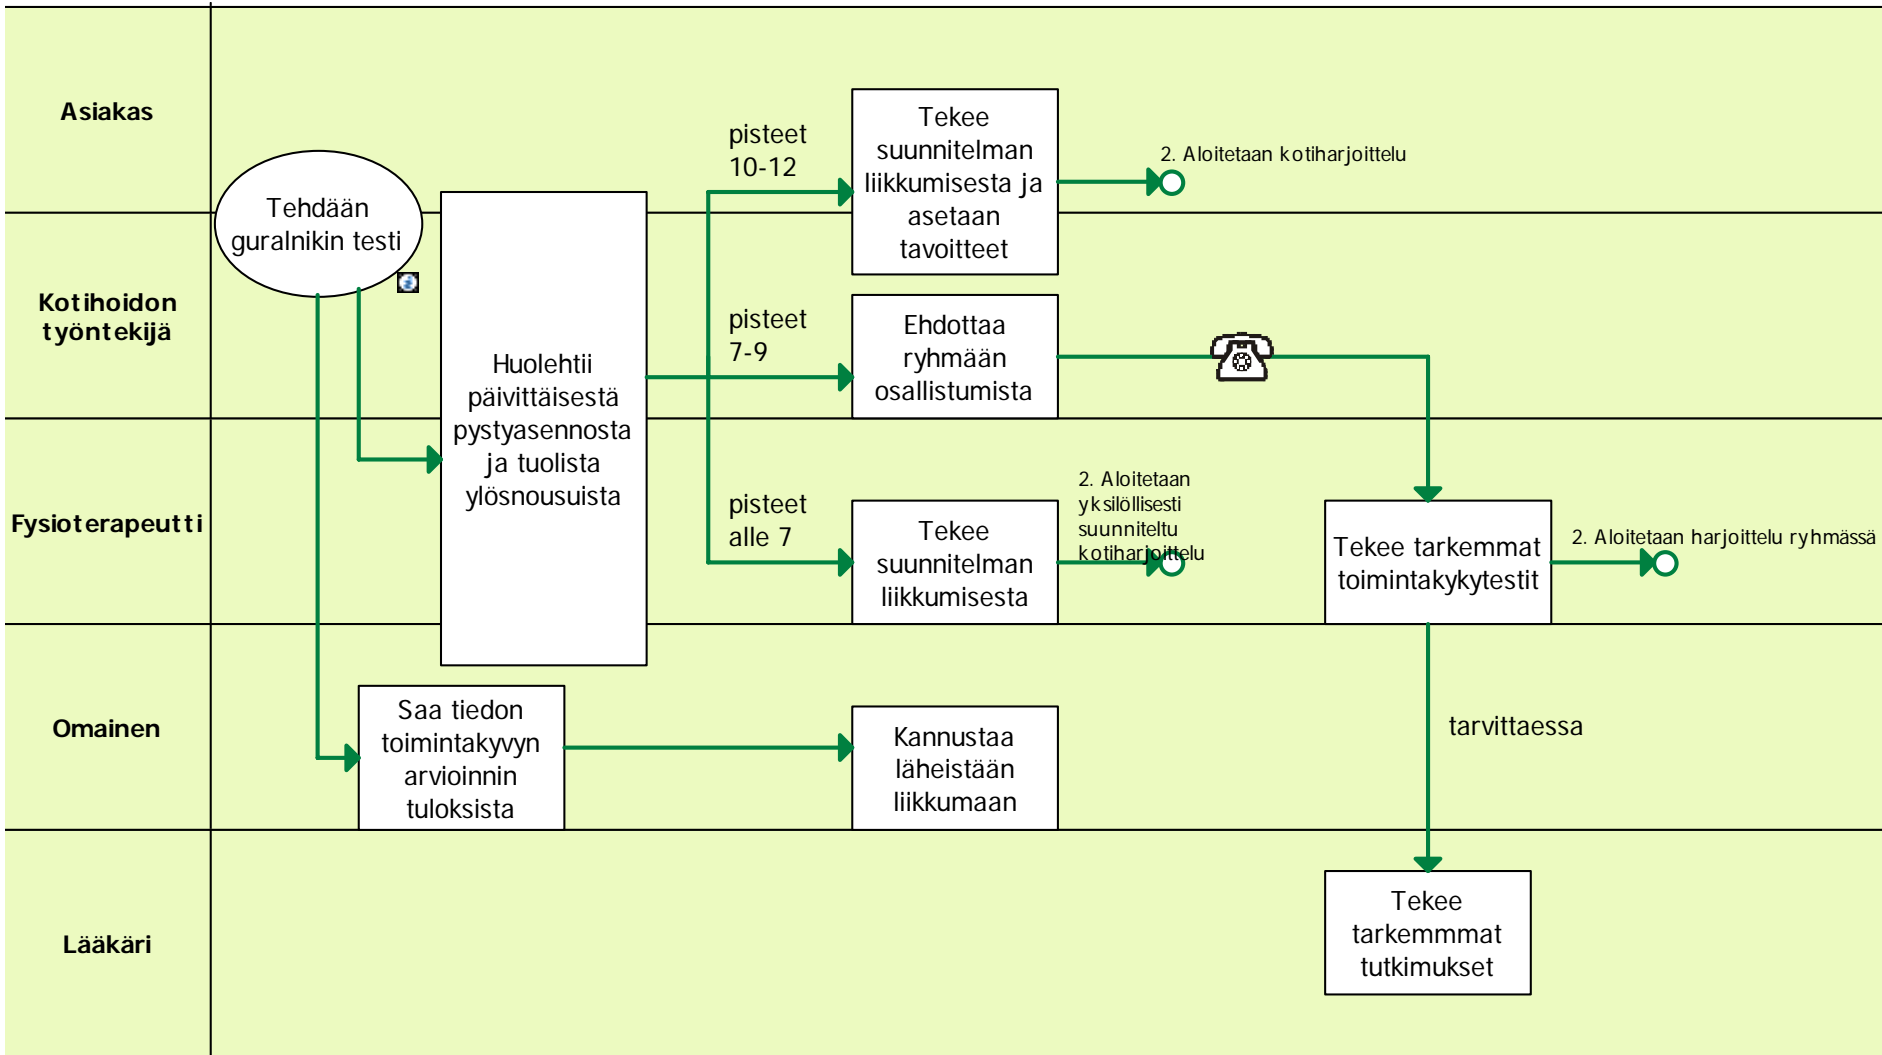 Asiakas
Tehdään
guralnikin testi
pisteet
10-12
Tekee
suunnitelman
liikkumisesta ja
asetaan
tavoitteet
2. Aloitetaan kotiharjoittelu
Kotihoidon
työntekijä
Huolehtii
päivittäisestä
pystyasennosta
ja tuolista
ylösnousuista
pisteet
7-9
Ehdottaa
ryhmään
osallistumista
Fysioterapeutti
pisteet
alle 7
Tekee
suunnitelman
liikkumisesta
2. Aloitetaan
yksilöllisesti
suunniteltu
kotiharjoittelu
Tekee tarkemmat
toimintakykytestit
2. Aloitetaan harjoittelu ryhmässä
Omainen
Saa tiedon
toimintakyvyn
arvioinnin
tuloksista
Kannustaa
läheistään
liikkumaan
tarvittaessa
Lääkäri
Tekee
tarkemmmat
tutkimukset